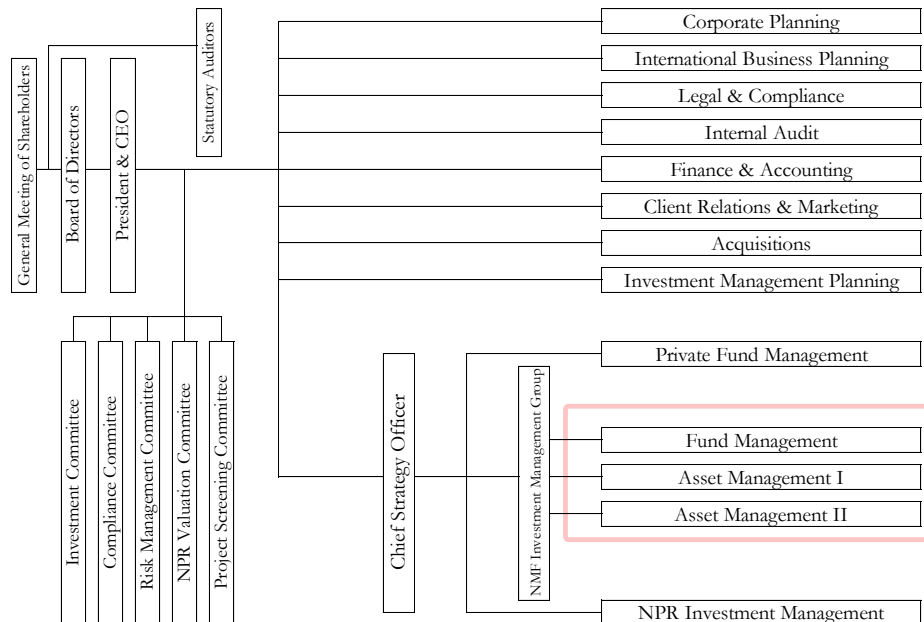 General Meeting of Shareholders
Board of Directors
President & CEO
Statutory Auditors
Corporate Planning
International Business Planning
Legal & Compliance
Internal Audit
Finance & Accounting
Client Relations & Marketing
Acquisitions
Investment Management Planning
Investment Committee
Compliance Committee
Risk Management Committee
NPR Valuation Committee
Project Screening Committee
Chief Strategy Officer
Private Fund Management
NMF Investment Management Group
Fund Management
Asset Management I
Asset Management II
NPR Investment Management